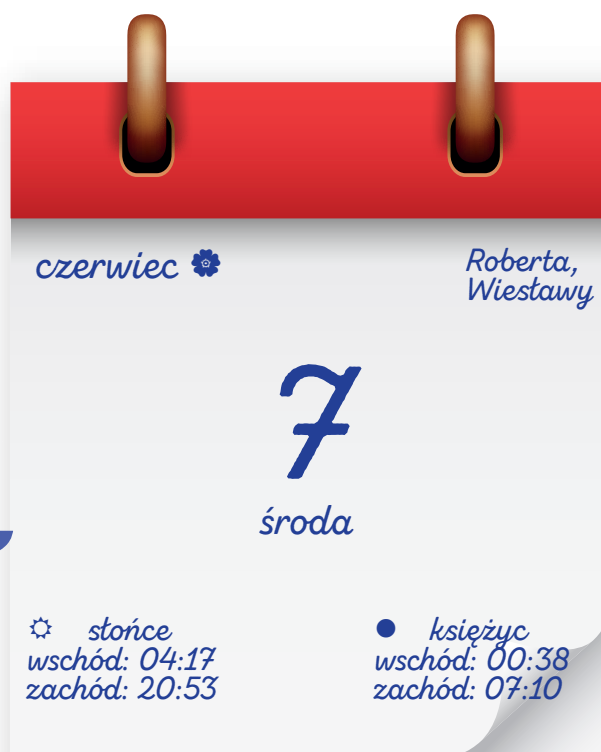 czerwiec
Roberta,
Wiesławy
7
środa
słońce
wschód: 04:17
zachód: 20:53
księżyc
wschód: 00:38
zachód: 07:10